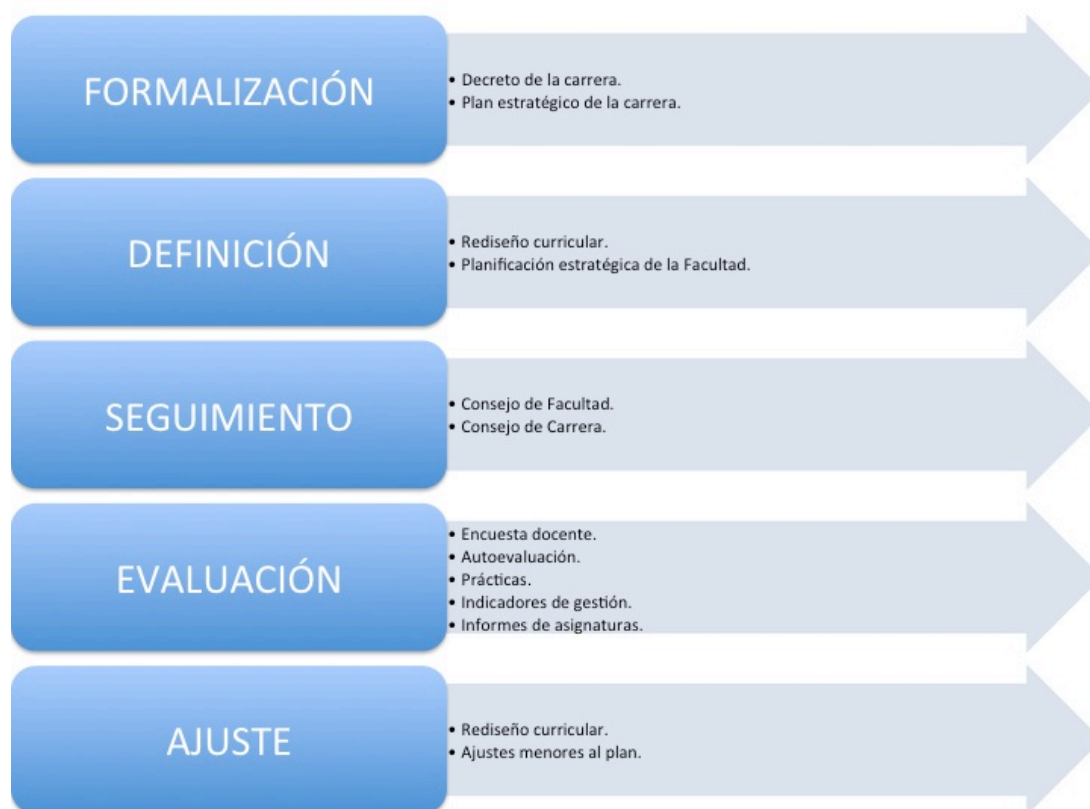 FORMALIZACIÓN
• Decreto de la carrera.
• Plan estratégico de la carrera.
DEFINICIÓN
• Rediseño curricular.
• Planificación estratégica de la Facultad.
SEGUIMIENTO
• Consejo de Facultad.
• Consejo de Carrera.
EVALUACIÓN
• Encuesta docente.
• Autoevaluación.
• Prácticas.
• Indicadores de gestión.
• Informes de asignaturas.
AJUSTE
• Rediseño curricular.
• Ajustes menores al plan.